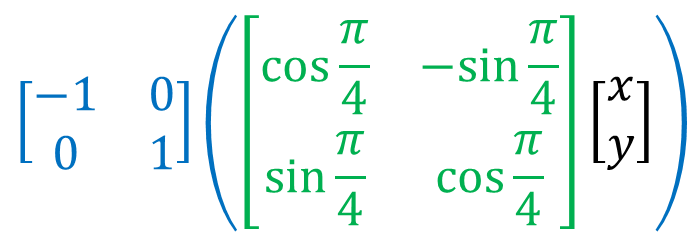 [−1 0
0 1] ( [cos π/4 −sin π/4
sin π/4 cos π/4] [x
y] )